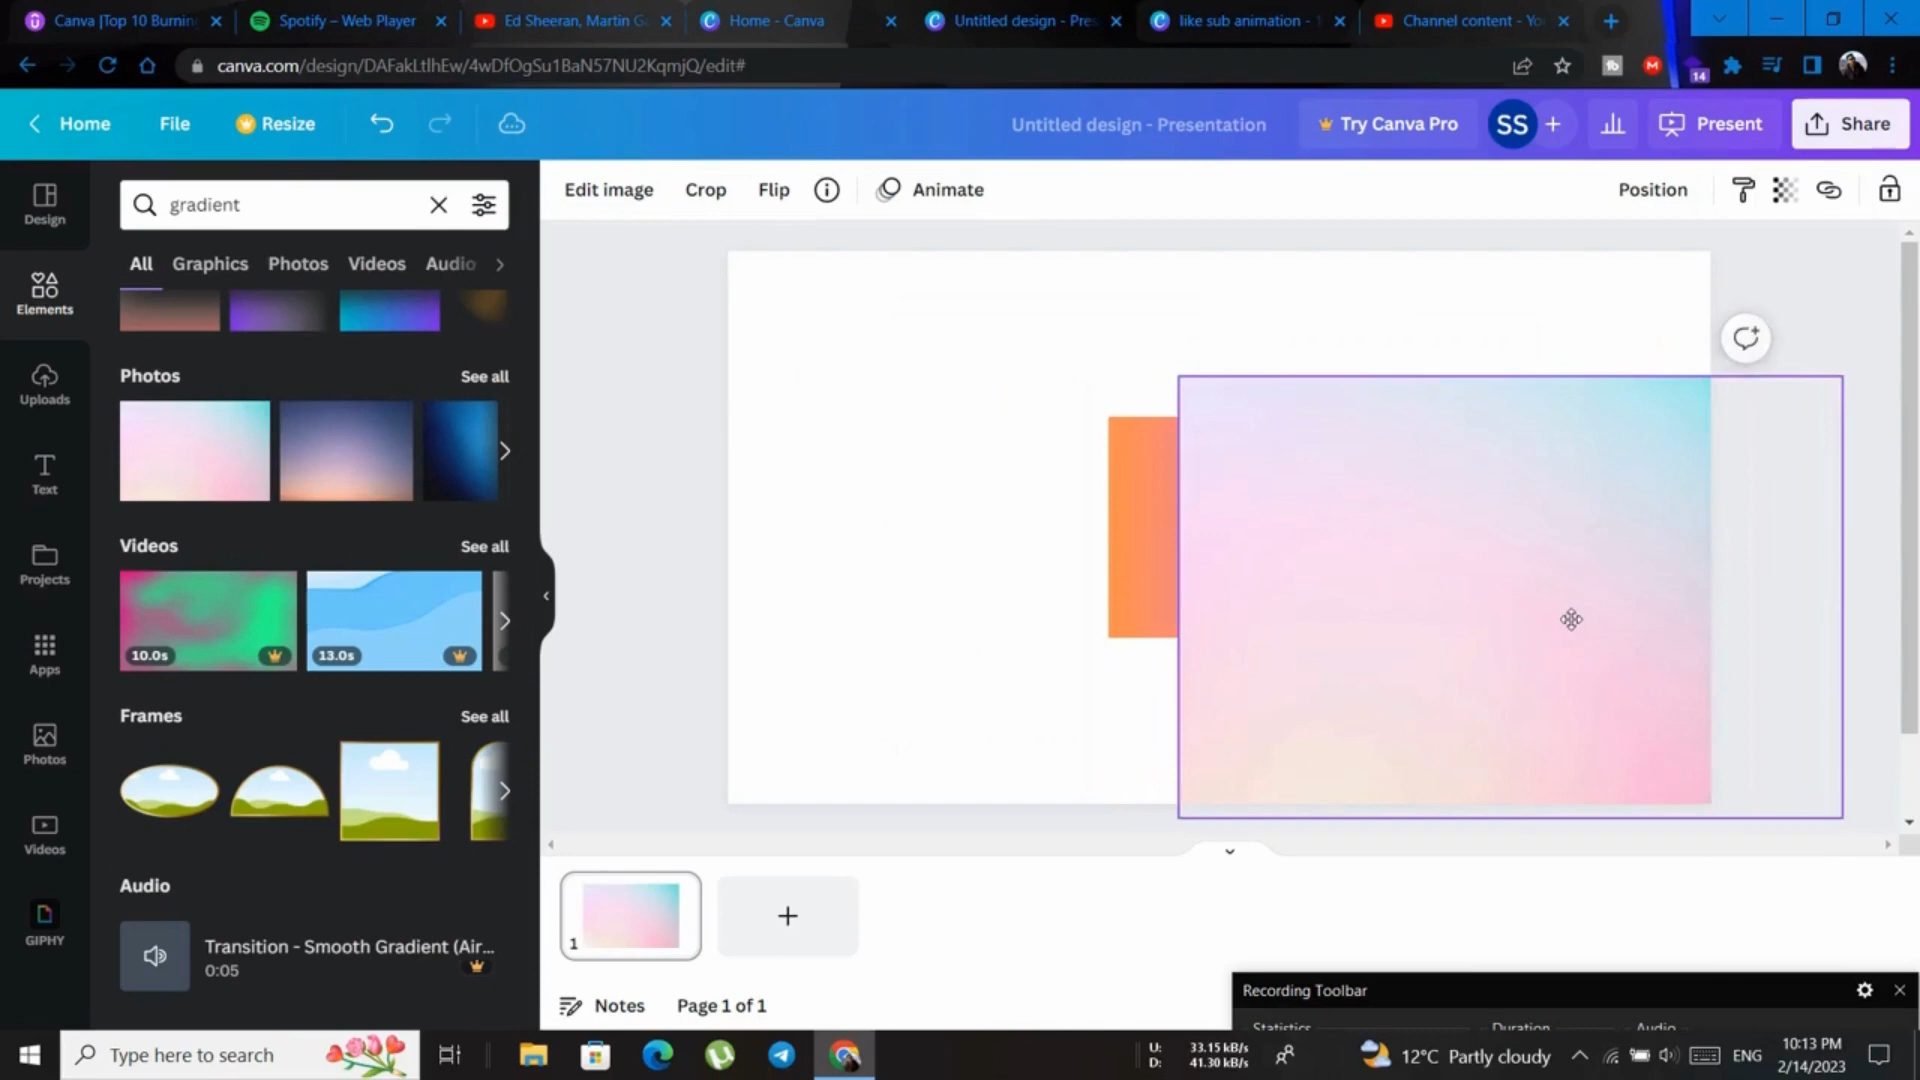 Canva |Top 10 Burnin
Spotify – Web Player
Ed Sheeran, Martin G
Home - Canva
Untitled design - Pres
like sub animation - 1
Channel content - Yo
canva.com/design/DAFakLtlhEw/4wDfOgSu1BaN57NU2KqmjQ/edit#
14
Home
File
Resize
Untitled design - Presentation
Try Canva Pro
SS
Present
Share
Design
Elements
Uploads
Text
Projects
Apps
Photos
Videos
GIPHY
gradient
All
Graphics
Photos
Videos
Audio
Photos
See all
Videos
See all
10.0s
13.0s
Frames
See all
Audio
Transition - Smooth Gradient (Air...
0:05
Edit image
Crop
Flip
Animate
Position
1
Notes
Page 1 of 1
Recording Toolbar
Statistics
Duration
Audio
Type here to search
U:
D:
33.15 kB/s
41.30 kB/s
12°C Partly cloudy
ENG
10:13 PM
2/14/2023